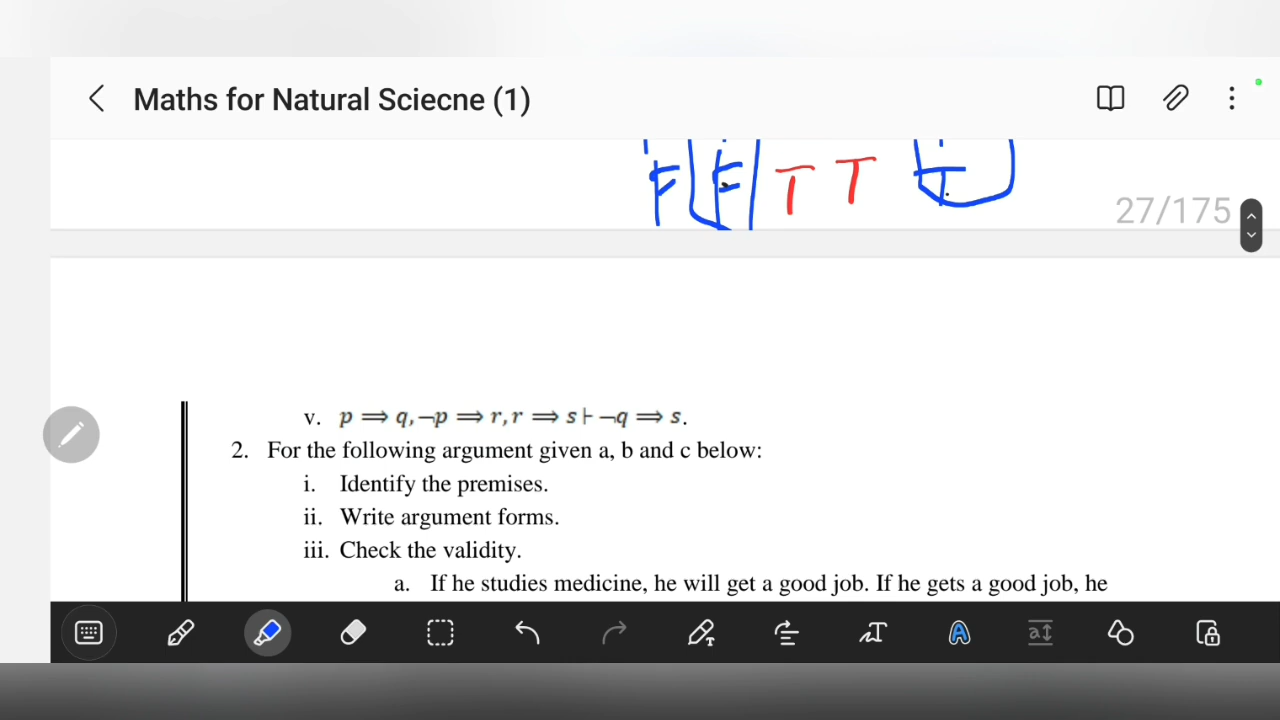 Maths for Natural Sciecne (1)
F F T T T
27/175
v. p ⟹ q, ¬p ⟹ r, r ⟹ s ⊢ ¬q ⟹ s.
2. For the following argument given a, b and c below:
i. Identify the premises.
ii. Write argument forms.
iii. Check the validity.
a. If he studies medicine, he will get a good job. If he gets a good job, he